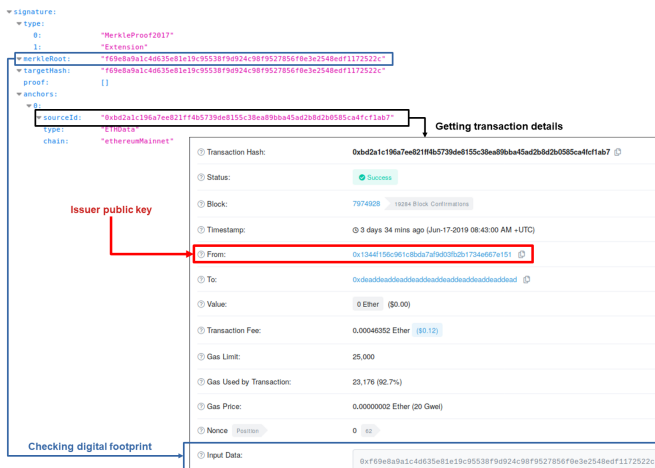 signature:
type:
0: "MerkleProof2017"
1: "Extension"
merkleRoot: "f69e8a9a1c4d635e81e19c95538f9d924c98f9527856f0e3e2548edf1172522c"
targetHash: "f69e8a9a1c4d635e81e19c95538f9d924c98f9527856f0e3e2548edf1172522c"
proof: []
anchors:
0:
sourceId: "0xbd2a1c196a7ee821ff4b5739de8155c38ea89bba45ad2b8d2b0585ca4fcf1ab7"
type: "ETHData"
chain: "ethereumMainnet"
Getting transaction details
Transaction Hash: 0xbd2a1c196a7ee821ff4b5739de8155c38ea89bba45ad2b8d2b0585ca4fcf1ab7
Status: Success
Block: 7974928 19284 Block Confirmations
Timestamp: 3 days 34 mins ago (Jun-17-2019 08:43:00 AM +UTC)
Issuer public key
From: 0x1344f156c961c8bda7af9d03fb2b1734e667e151
To: 0xdeaddeaddeaddeaddeaddeaddeaddeaddeaddead
Value: 0 Ether ($0.00)
Transaction Fee: 0.00046352 Ether ($0.12)
Gas Limit: 25,000
Gas Used by Transaction: 23,176 (92.7%)
Gas Price: 0.00000002 Ether (20 Gwei)
Nonce Position 0 62
Checking digital footprint
Input Data: 0xf69e8a9a1c4d635e81e19c95538f9d924c98f9527856f0e3e2548edf1172522c